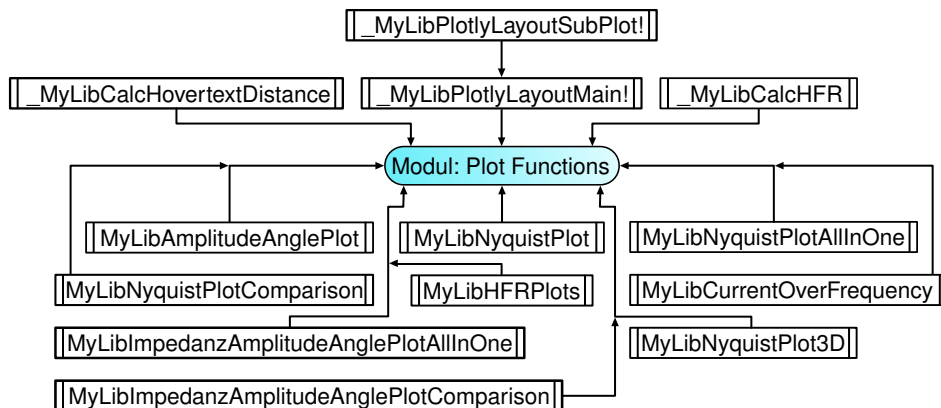 _MyLibPlotlyLayoutSubPlot!
_MyLibCalcHovertextDistance
_MyLibPlotlyLayoutMain!
_MyLibCalcHFR
Modul: Plot Functions
MyLibAmplitudeAnglePlot
MyLibNyquistPlot
MyLibNyquistPlotAllInOne
MyLibNyquistPlotComparison
MyLibHFRPlots
MyLibCurrentOverFrequency
MyLibImpedanzAmplitudeAnglePlotAllInOne
MyLibNyquistPlot3D
MyLibImpedanzAmplitudeAnglePlotComparison